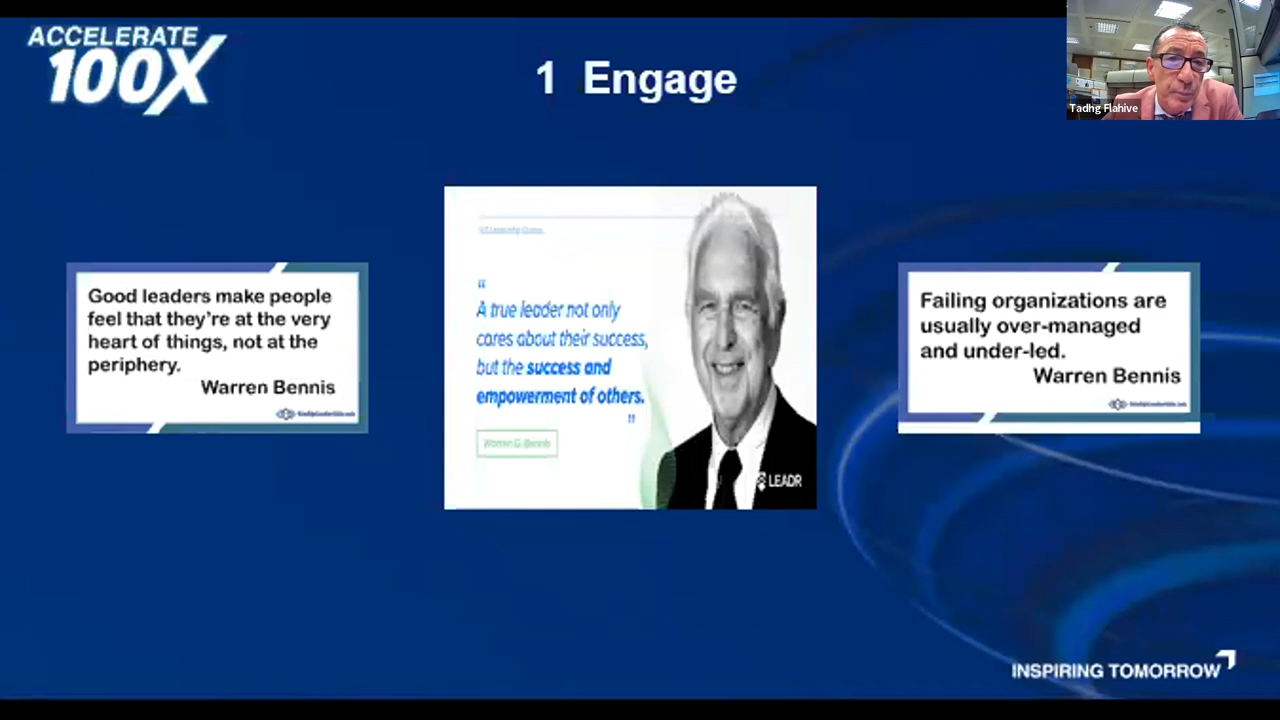 ACCELERATE
100X
1 Engage
Tadhg Flahive
Good leaders make people
feel that they're at the very
heart of things, not at the
periphery.
Warren Bennis
“
A true leader not only
cares about their success,
but the success and
empowerment of others.
”
Warren G. Bennis
LEADR
Failing organizations are
usually over-managed
and under-led.
Warren Bennis
INSPIRING TOMORROW